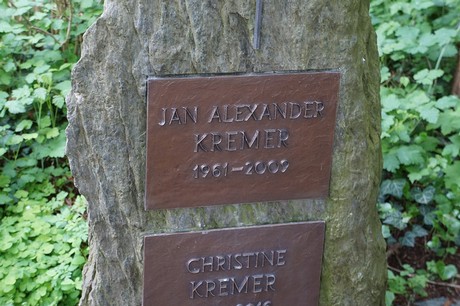 JAN ALEXANDER
KREMER
1961-2009
CHRISTINE
KREMER